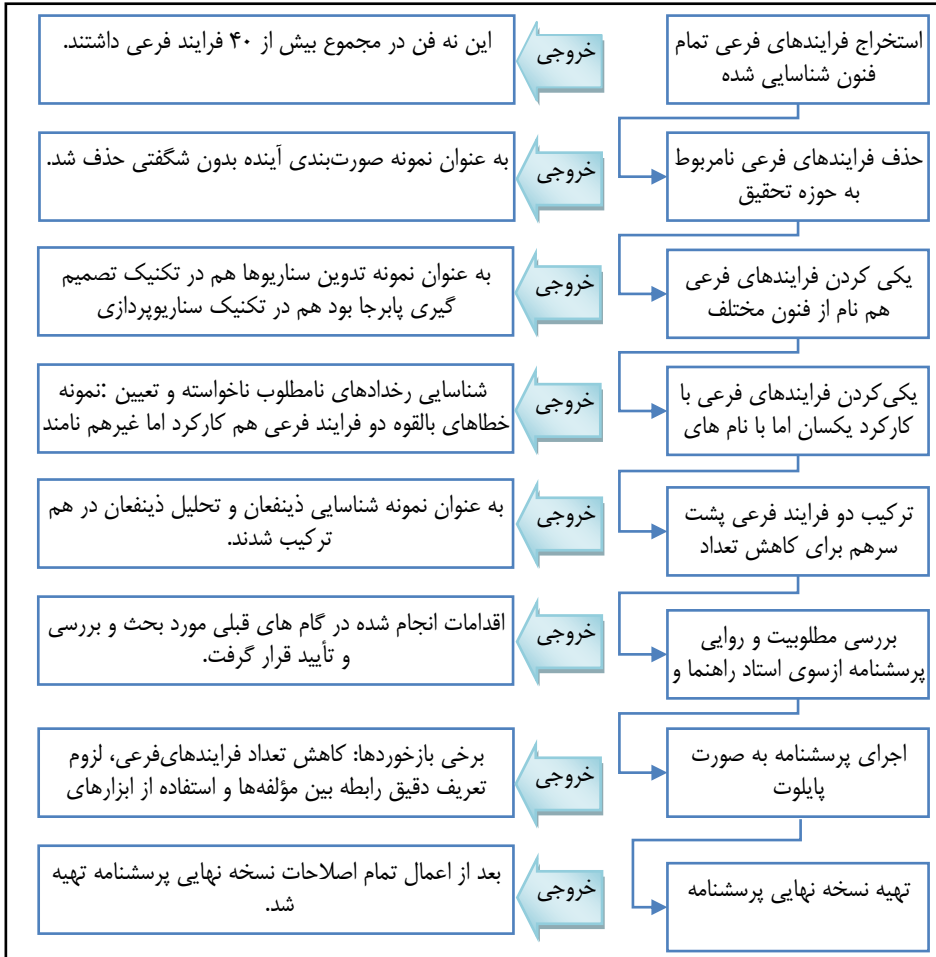 استخراج فرایندهای فرعی تمام
فنون شناسایی شده
خروجی
این نه فن در مجموع بیش از ۴۰ فرایند فرعی داشتند.
حذف فرایندهای فرعی نامربوط
به حوزه تحقیق
خروجی
به عنوان نمونه صورت‌بندی آینده بدون شگفتی حذف شد.
یکی کردن فرایندهای فرعی
هم نام از فنون مختلف
خروجی
به عنوان نمونه تدوین سناریوها هم در تکنیک تصمیم
گیری پابرجا بود هم در تکنیک سناریوپردازی
یکی‌کردن فرایندهای فرعی با
کارکرد یکسان اما با نام های
خروجی
شناسایی رخدادهای نامطلوب ناخواسته و تعیین :نمونه
خطاهای بالقوه دو فرایند فرعی هم کارکرد اما غیرهم نامند
ترکیب دو فرایند فرعی پشت
سرهم برای کاهش تعداد
خروجی
به عنوان نمونه شناسایی ذینفعان و تحلیل ذینفعان در هم
ترکیب شدند.
بررسی مطلوبیت و روایی
پرسشنامه ازسوی استاد راهنما و
خروجی
اقدامات انجام شده در گام های قبلی مورد بحث و بررسی
و تأیید قرار گرفت.
اجرای پرسشنامه به صورت
پایلوت
خروجی
برخی بازخوردها: کاهش تعداد فرایندهای‌فرعی، لزوم
تعریف دقیق رابطه بین مؤلفه‌ها و استفاده از ابزارهای
تهیه نسخه نهایی پرسشنامه
خروجی
بعد از اعمال تمام اصلاحات نسخه نهایی پرسشنامه تهیه
شد.